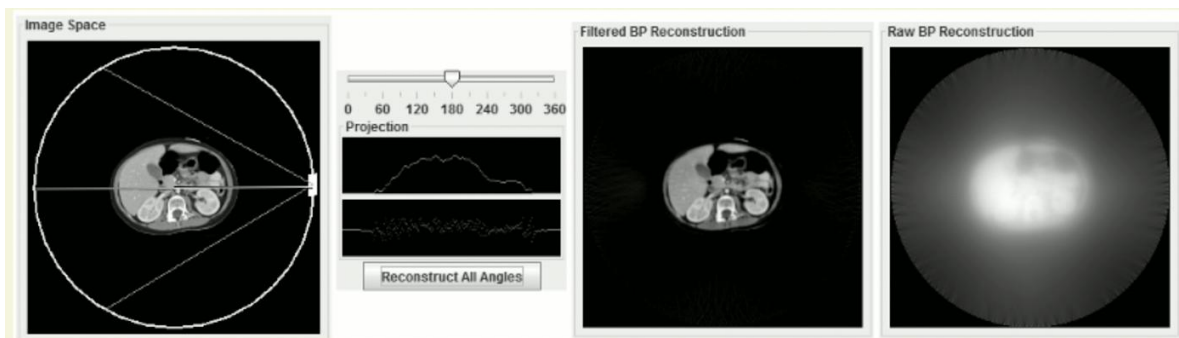 Image Space
0 60 120 180 240 300 360
Projection
Reconstruct All Angles
Filtered BP Reconstruction
Raw BP Reconstruction